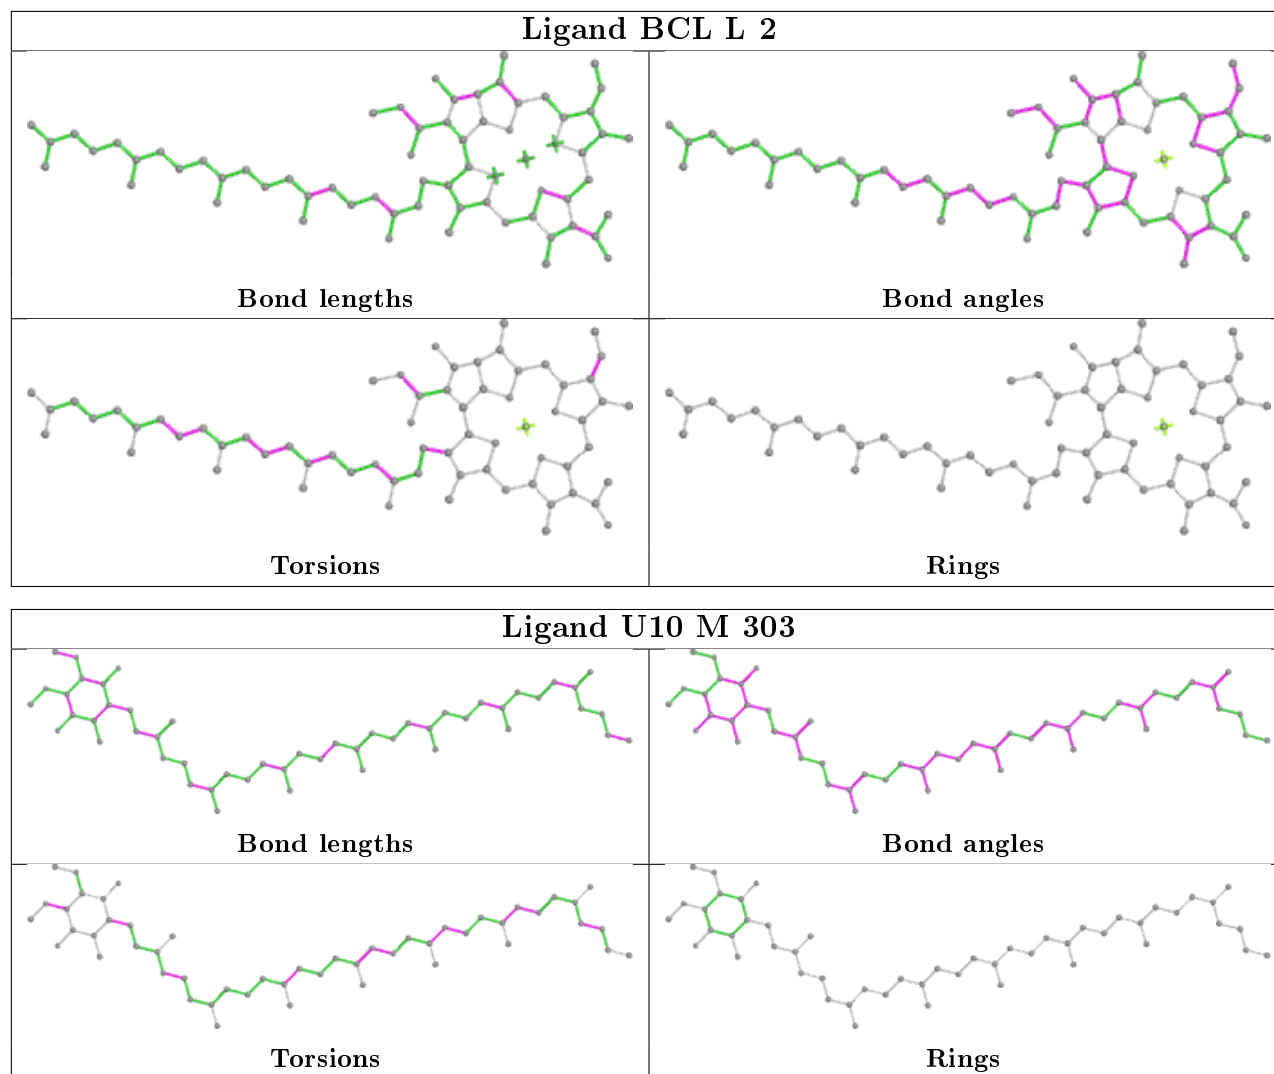 Ligand BCL L 2
Bond lengths
Bond angles
Torsions
Rings
Ligand U10 M 303
Bond lengths
Bond angles
Torsions
Rings